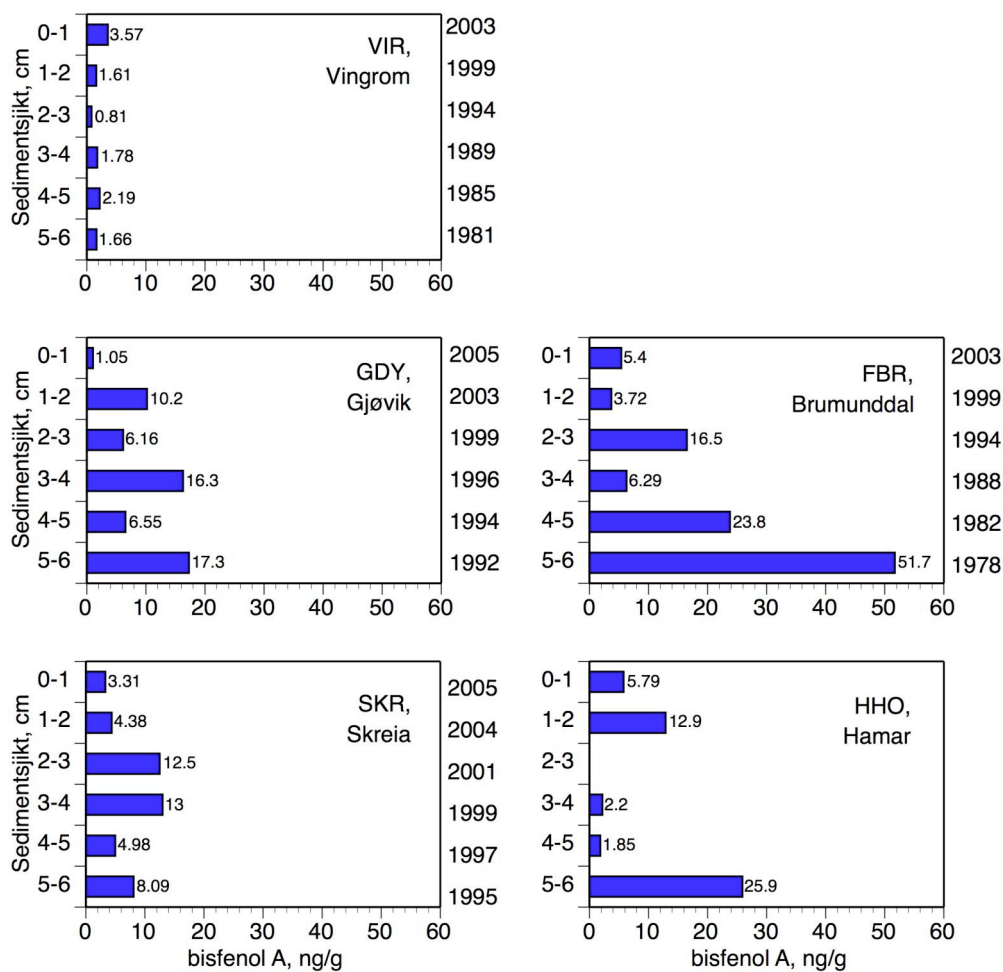 Sedimentsjikt, cm
0-1 3.57 2003
1-2 1.61 1999
2-3 0.81 1994
3-4 1.78 1989
4-5 2.19 1985
5-6 1.66 1981
VIR,
Vingrom
0 10 20 30 40 50 60
Sedimentsjikt, cm
0-1 1.05 2005
1-2 10.2 2003
2-3 6.16 1999
3-4 16.3 1996
4-5 6.55 1994
5-6 17.3 1992
GDY,
Gjøvik
0 10 20 30 40 50 60
0-1 5.4 2003
1-2 3.72 1999
2-3 16.5 1994
3-4 6.29 1988
4-5 23.8 1982
5-6 51.7 1978
FBR,
Brumunddal
0 10 20 30 40 50 60
Sedimentsjikt, cm
0-1 3.31 2005
1-2 4.38 2004
2-3 12.5 2001
3-4 13 1999
4-5 4.98 1997
5-6 8.09 1995
SKR,
Skreia
0 10 20 30 40 50 60
bisfenol A, ng/g
0-1 5.79
1-2 12.9
2-3
3-4 2.2
4-5 1.85
5-6 25.9
HHO,
Hamar
0 10 20 30 40 50 60
bisfenol A, ng/g